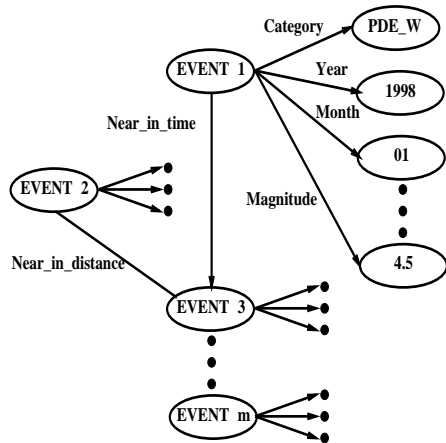 Category
PDE_W
EVENT 1
Year
1998
Month
Near_in_time
01
EVENT 2
Magnitude
Near_in_distance
4.5
EVENT 3
EVENT m